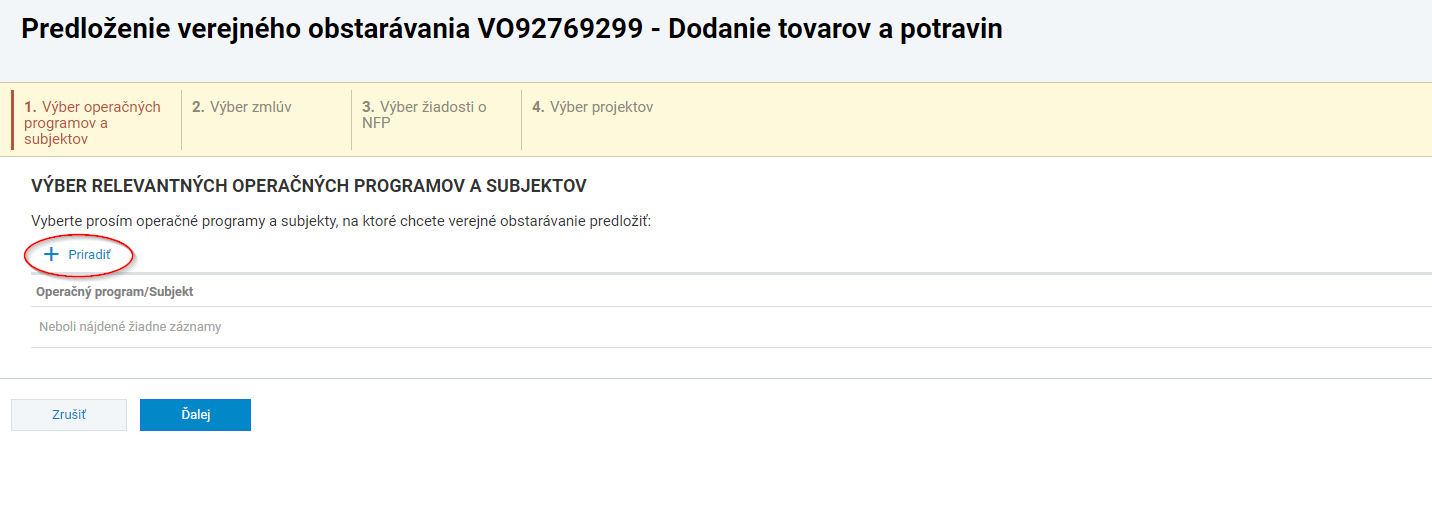 Predloženie verejného obstarávania VO92769299 - Dodanie tovarov a potravin
1. Výber operačných
programov a
subjektov
2. Výber zmlúv
3. Výber žiadosti o
NFP
4. Výber projektov
VÝBER RELEVANTNÝCH OPERAČNÝCH PROGRAMOV A SUBJEKTOV
Vyberte prosím operačné programy a subjekty, na ktoré chcete verejné obstarávanie predložiť:
+ Priradiť
Operačný program/Subjekt
Neboli nájdené žiadne záznamy
Zrušiť
Ďalej